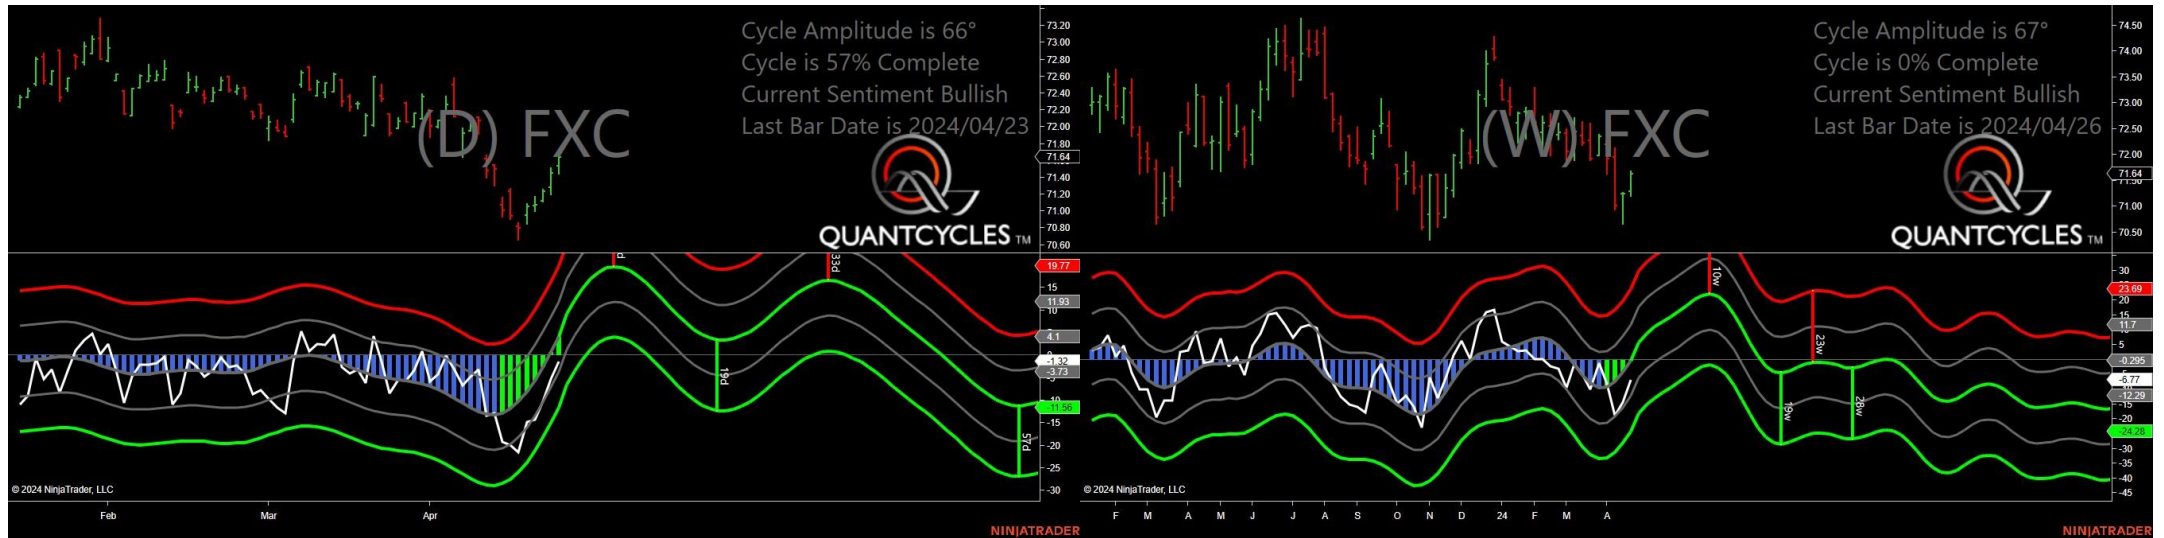 Cycle Amplitude is 66°
Cycle is 57% Complete
Current Sentiment Bullish
Last Bar Date is 2024/04/23
(D) FXC
QUANTCYCLES TM
73.20
73.00
72.80
72.60
72.40
72.20
72.00
71.80
71.64
71.40
71.20
71.00
70.80
70.60
33d
19d
57d
19.77
15
11.93
10
4.1
-1.32
-3.73
-11.56
-15
-20
-25
-30
© 2024 NinjaTrader, LLC
Feb
Mar
Apr
NINJATRADER
Cycle Amplitude is 67°
Cycle is 0% Complete
Current Sentiment Bullish
Last Bar Date is 2024/04/26
(W) FXC
QUANTCYCLES TM
74.50
74.00
73.50
73.00
72.50
72.00
71.64
71.00
70.50
10w
23w
19w
28w
30
23.69
20
15
11.7
5
-0.295
-6.77
-12.29
-15
-20
-24.28
-30
-35
-40
-45
© 2024 NinjaTrader, LLC
F
M
A
M
J
J
A
S
O
N
D
24
F
M
A
NINJATRADER